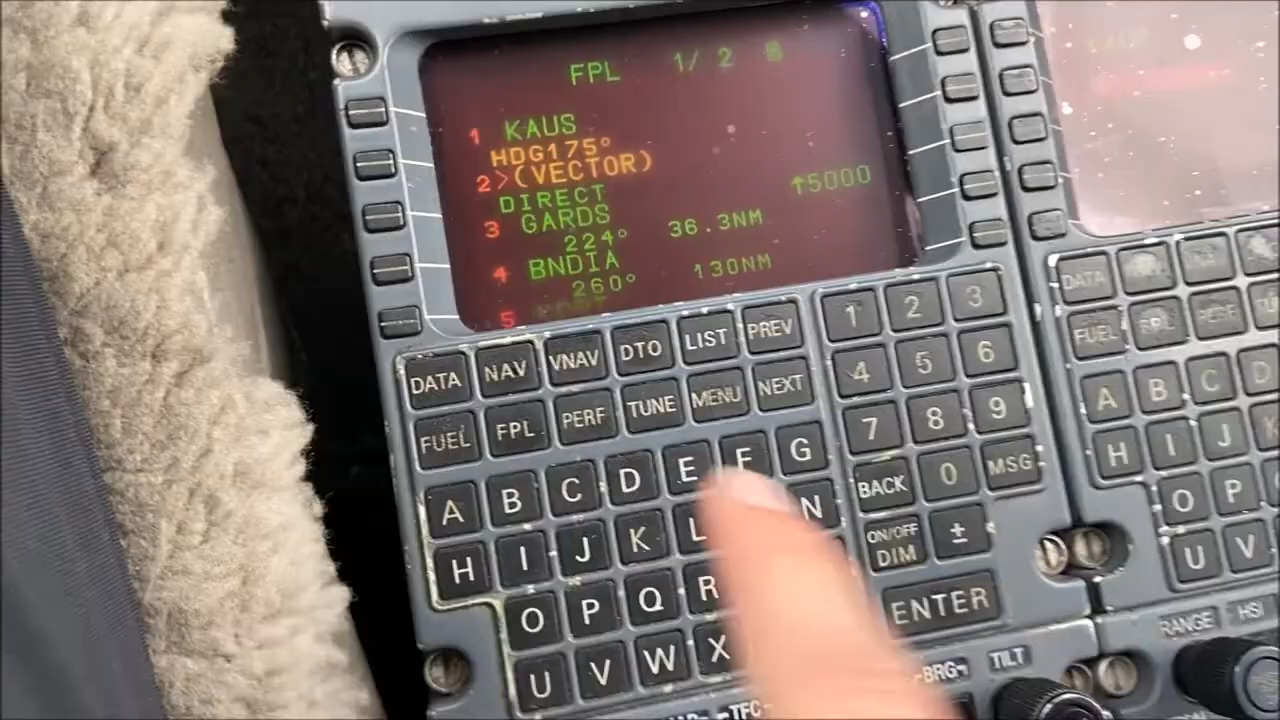 FPL 1/ 2
1 KAUS
HDG175°
2>(VECTOR)
DIRECT ↑5000
3 GARDS
224° 36.3NM
4 BNDIA
260° 130NM
5
DATA NAV VNAV DTO LIST PREV
FUEL FPL PERF TUNE MENU NEXT
A B C D E F G
H I J K L N
O P Q R
U V W X
1 2 3
4 5 6
7 8 9
BACK 0 MSG
ON/OFF DIM ±
ENTER
DATA
FUEL FPL PERF
A B C D
H I J K
O P
U V
RANGE HSI
BRG TILT
TFC